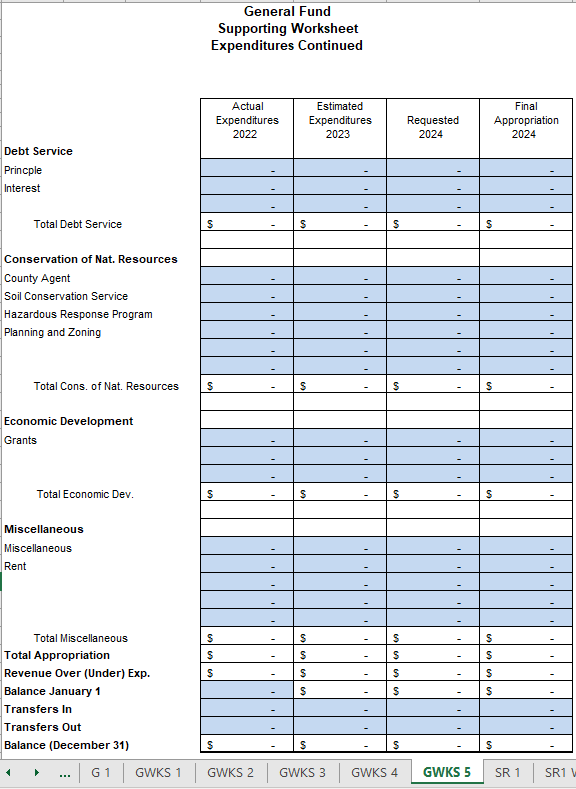 General Fund
Supporting Worksheet
Expenditures Continued
Actual Expenditures 2022 Estimated Expenditures 2023 Requested 2024 Final Appropriation 2024
Debt Service
Princple - - - -
Interest - - - -
- - - -
Total Debt Service $ - $ - $ - $ -
Conservation of Nat. Resources
County Agent - - - -
Soil Conservation Service - - - -
Hazardous Response Program - - - -
Planning and Zoning - - - -
- - - -
- - - -
Total Cons. of Nat. Resources $ - $ - $ - $ -
Economic Development
Grants - - - -
- - - -
- - - -
Total Economic Dev. $ - $ - $ - $ -
Miscellaneous
Miscellaneous - - - -
Rent - - - -
- - - -
- - - -
- - - -
Total Miscellaneous $ - $ - $ - $ -
Total Appropriation $ - $ - $ - $ -
Revenue Over (Under) Exp. $ - $ - $ - $ -
Balance January 1 - $ - $ - $ -
Transfers In - - - -
Transfers Out - - - -
Balance (December 31) $ - $ - $ - $ -
... G 1 GWKS 1 GWKS 2 GWKS 3 GWKS 4 GWKS 5 SR 1 SR1